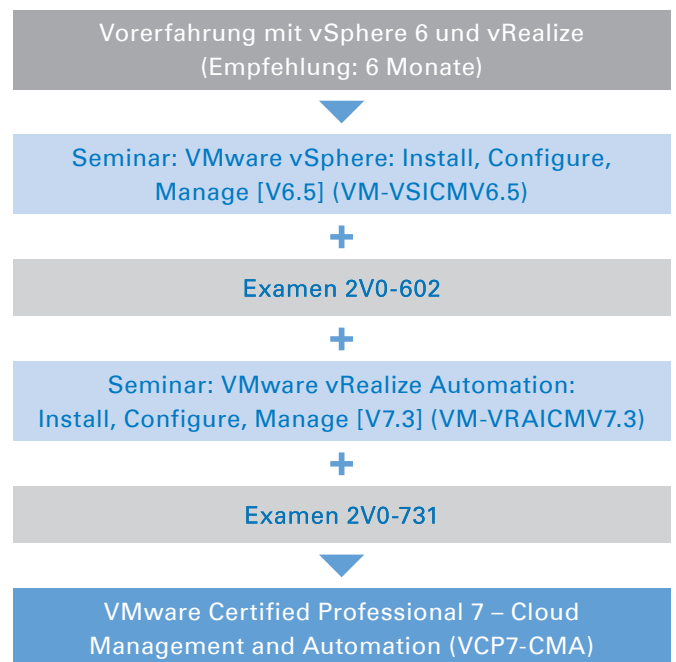 Vorerfahrung mit vSphere 6 und vRealize
(Empfehlung: 6 Monate)
Seminar: VMware vSphere: Install, Configure,
Manage [V6.5] (VM-VSICMV6.5)
+
Examen 2V0-602
+
Seminar: VMware vRealize Automation:
Install, Configure, Manage [V7.3] (VM-VRAICMV7.3)
+
Examen 2V0-731
VMware Certified Professional 7 – Cloud
Management and Automation (VCP7-CMA)